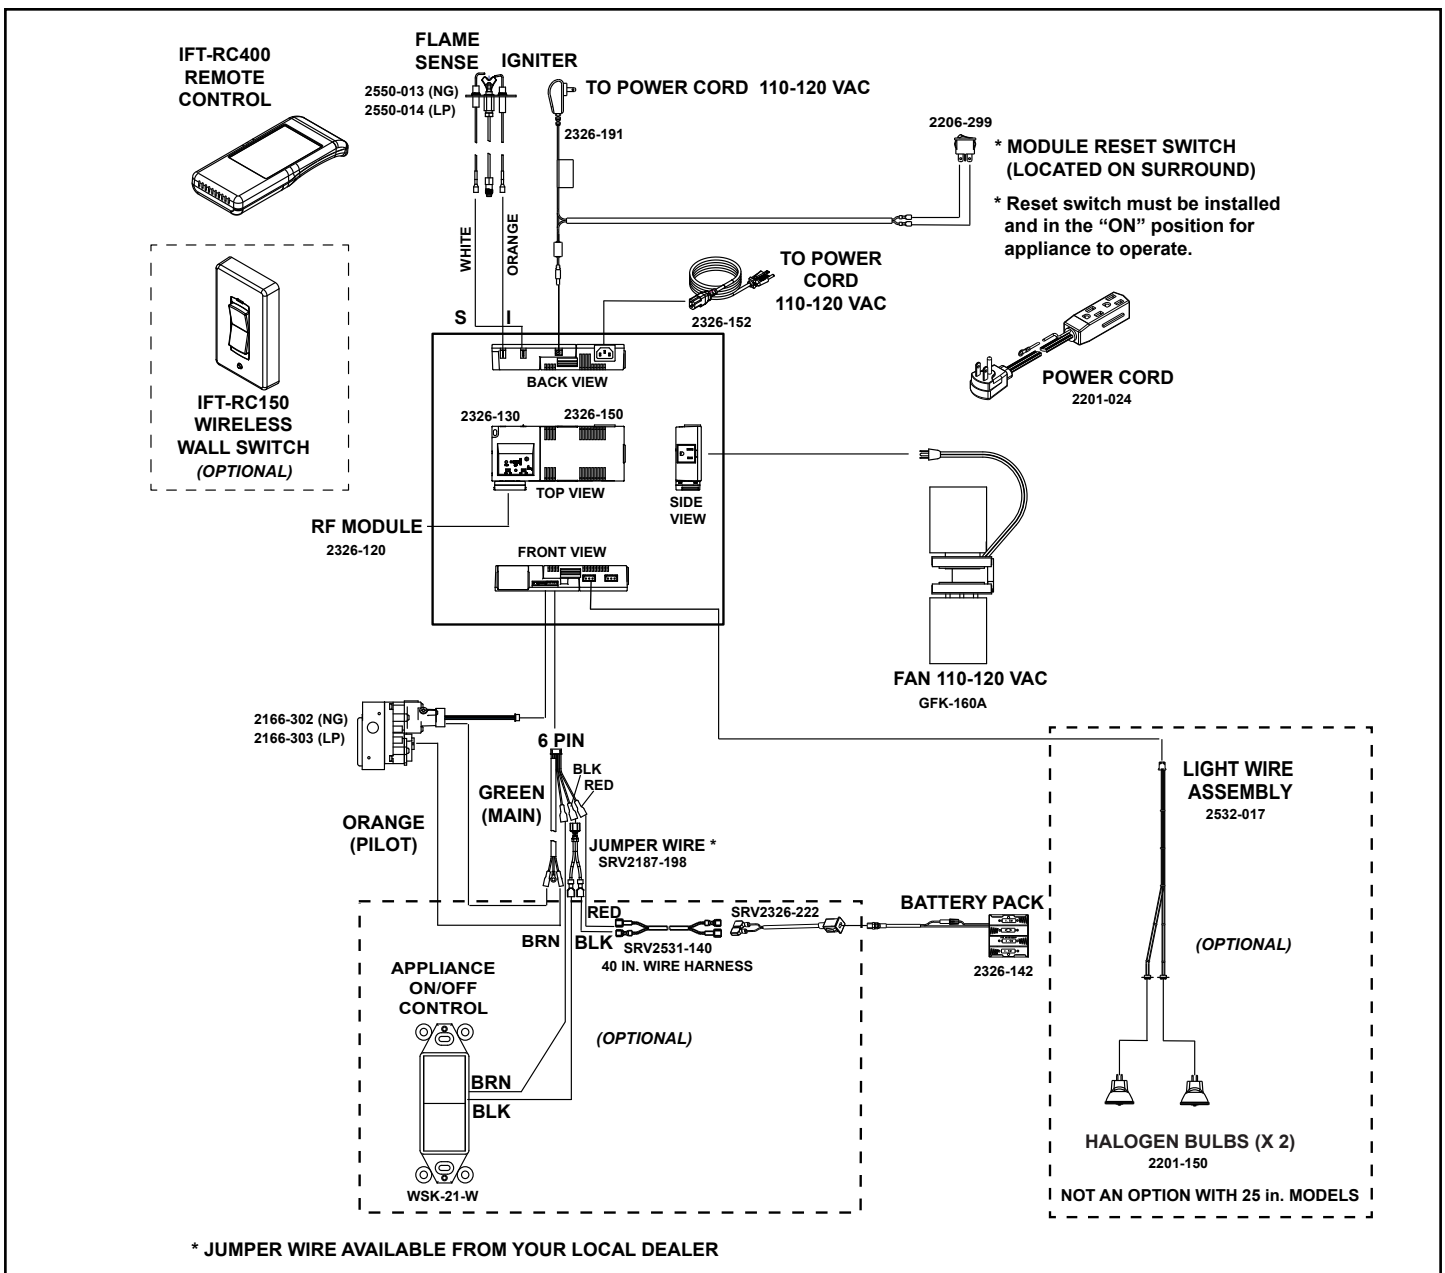 IFT-RC400
REMOTE
CONTROL
FLAME
SENSE
IGNITER
2550-013 (NG)
2550-014 (LP)
TO POWER CORD 110-120 VAC
2326-191
2206-299
* MODULE RESET SWITCH
(LOCATED ON SURROUND)
* Reset switch must be installed
and in the “ON” position for
appliance to operate.
WHITE
ORANGE
S
I
TO POWER
CORD
110-120 VAC
2326-152
POWER CORD
2201-024
IFT-RC150
WIRELESS
WALL SWITCH
(OPTIONAL)
BACK VIEW
2326-130
2326-150
TOP VIEW
SIDE
VIEW
RF MODULE
2326-120
FRONT VIEW
FAN 110-120 VAC
GFK-160A
2166-302 (NG)
2166-303 (LP)
6 PIN
BLK
RED
GREEN
(MAIN)
ORANGE
(PILOT)
JUMPER WIRE *
SRV2187-198
LIGHT WIRE
ASSEMBLY
2532-017
RED
BRN
BLK
SRV2531-140
40 IN. WIRE HARNESS
SRV2326-222
BATTERY PACK
2326-142
(OPTIONAL)
APPLIANCE
ON/OFF
CONTROL
(OPTIONAL)
BRN
BLK
WSK-21-W
HALOGEN BULBS (X 2)
2201-150
NOT AN OPTION WITH 25 in. MODELS
* JUMPER WIRE AVAILABLE FROM YOUR LOCAL DEALER